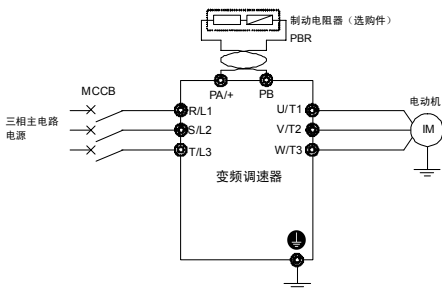 制动电阻器（选购件）
PBR
MCCB
PA/+
PB
电动机
R/L1
U/T1
三相主电路
电源
S/L2
V/T2
IM
T/L3
W/T3
变频调速器